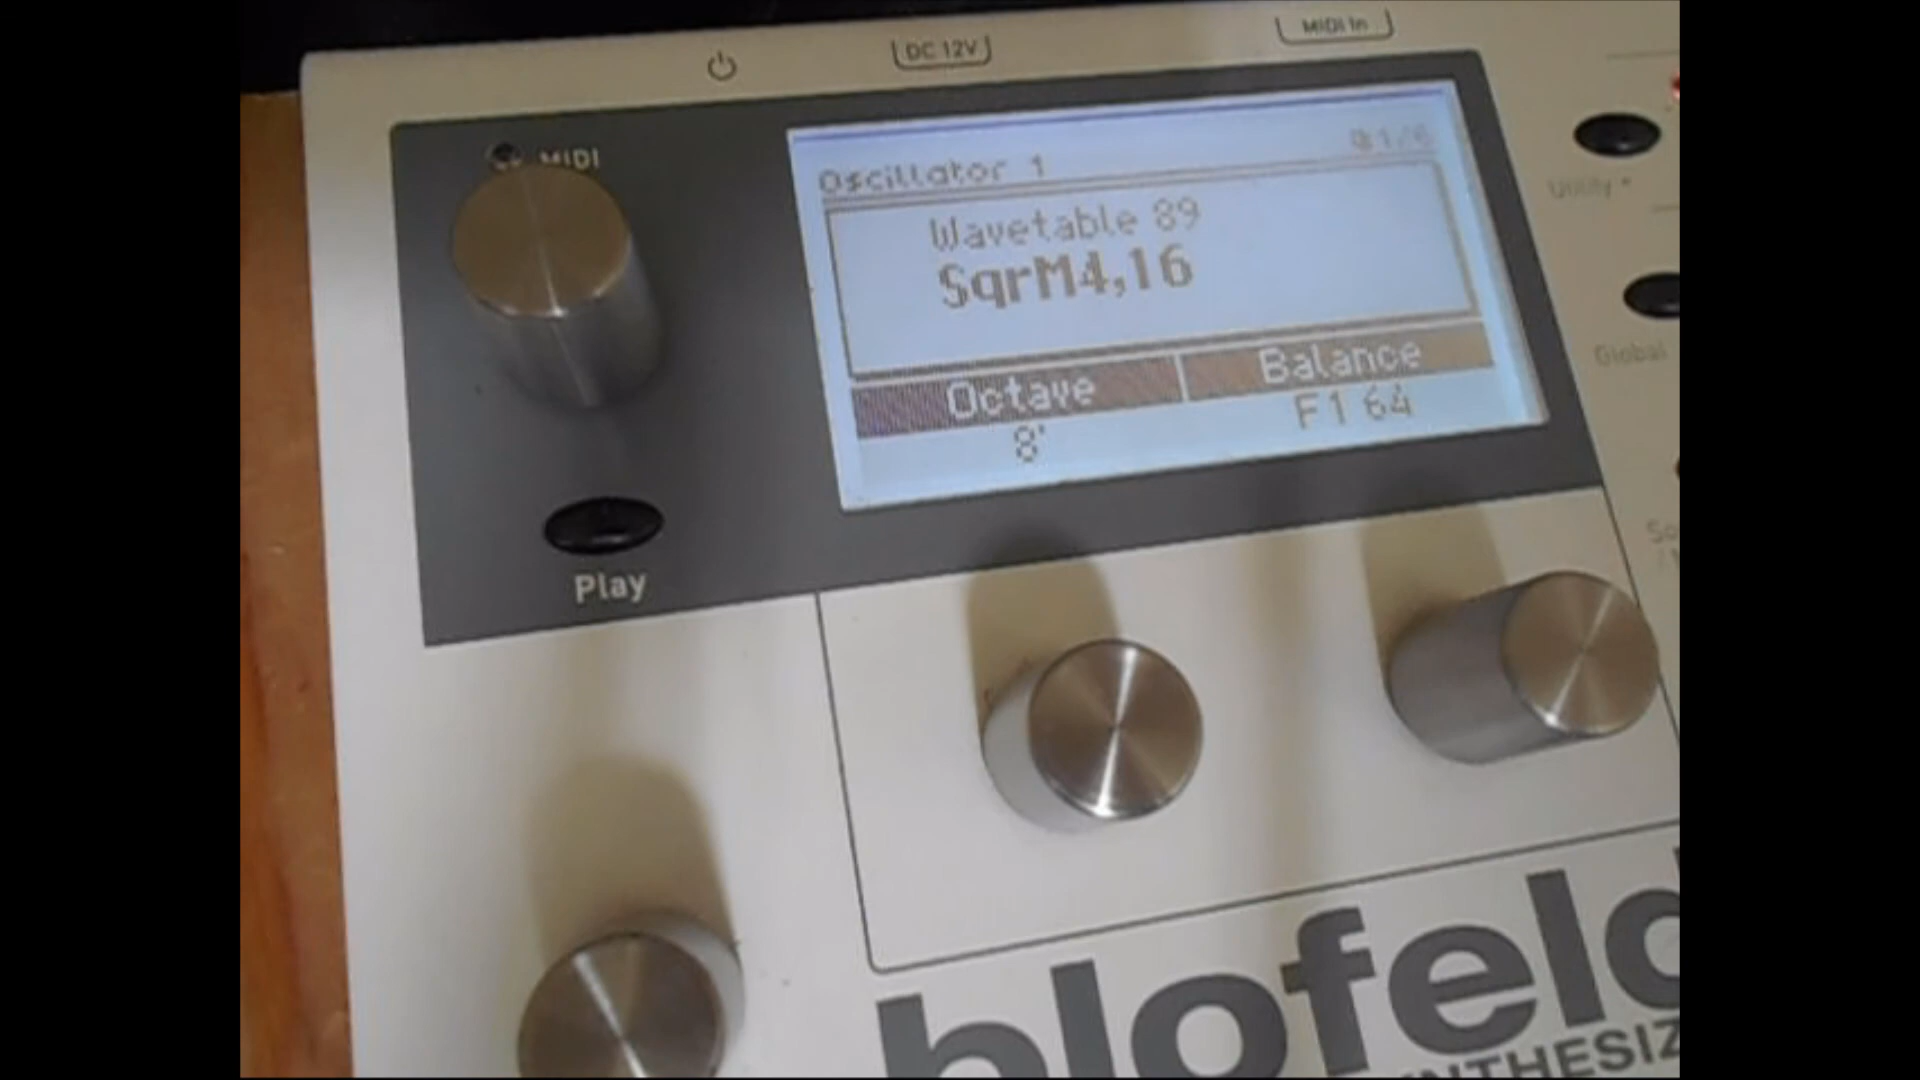 DC 12V
MIDI In
MIDI
Oscillator 1
Wavetable 89
SqrM4,16
Octave
Balance
8'
F1 64
Utility
Global
Play
blofeld